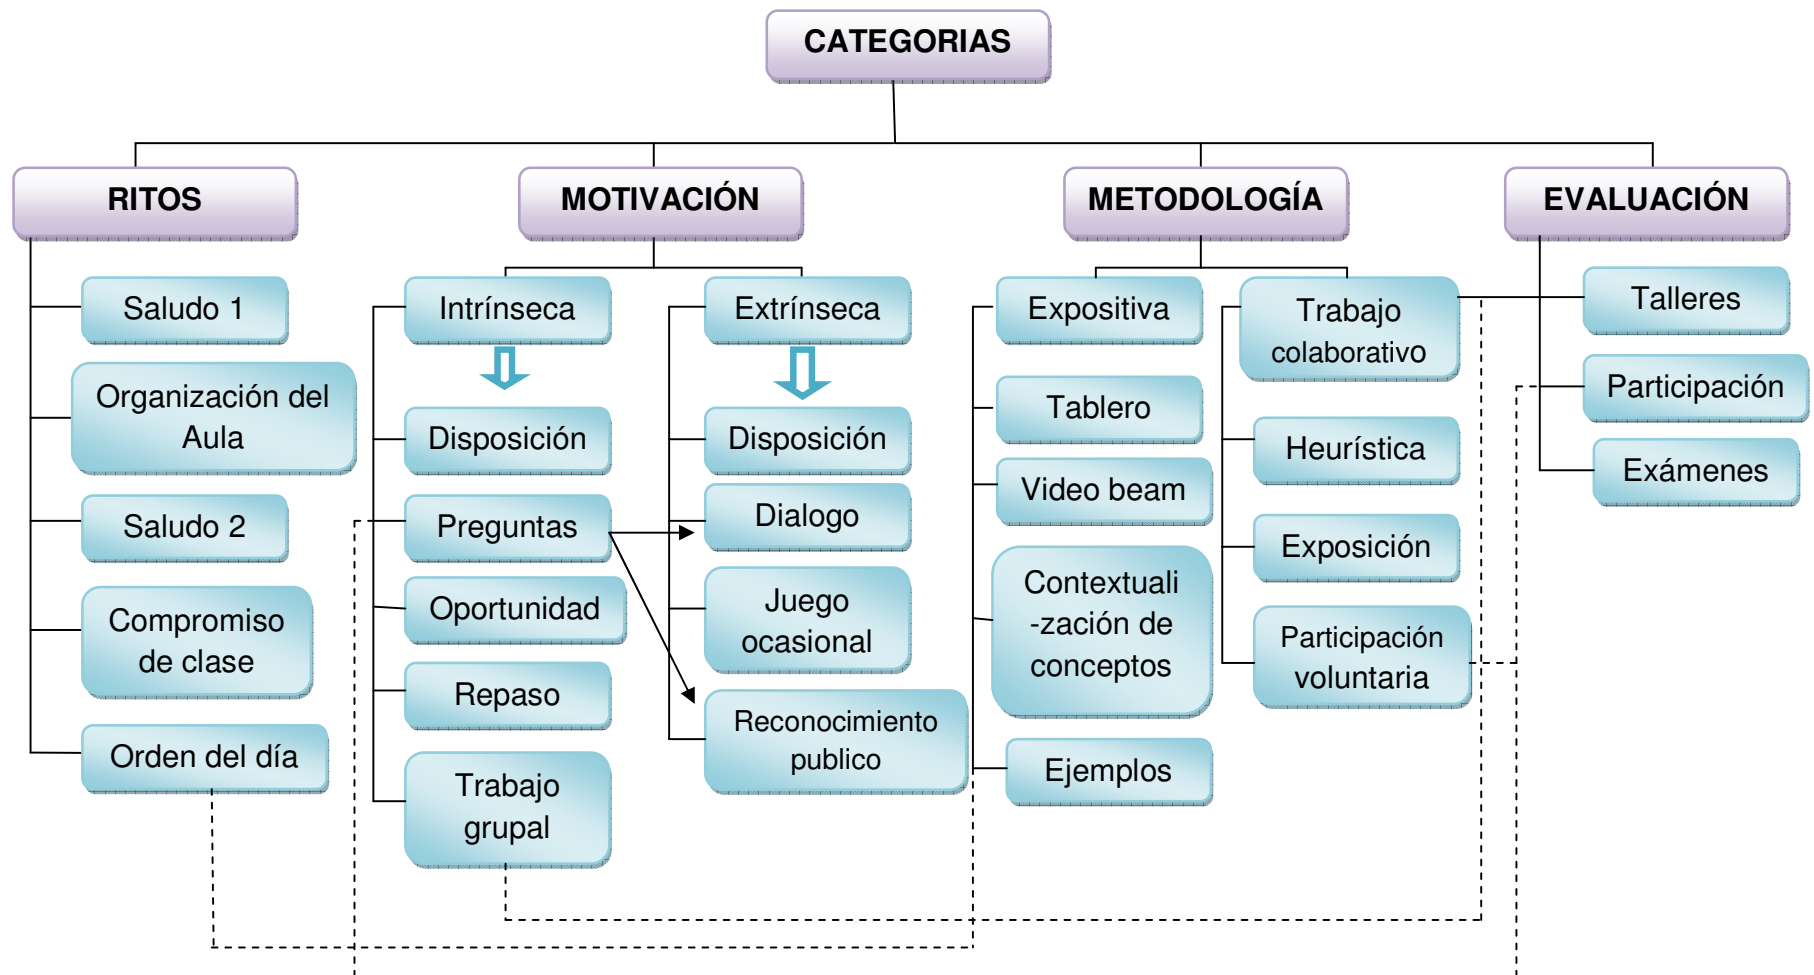 CATEGORIAS
RITOS
Saludo 1
Organización del
Aula
Saludo 2
Compromiso
de clase
Orden del día
MOTIVACIÓN
Intrínseca
Disposición
Preguntas
Oportunidad
Repaso
Trabajo
grupal
Extrínseca
Disposición
Dialogo
Juego
ocasional
Reconocimiento
publico
METODOLOGÍA
Expositiva
Tablero
Video beam
Contextuali
-zación de
conceptos
Ejemplos
Trabajo
colaborativo
Heurística
Exposición
Participación
voluntaria
EVALUACIÓN
Talleres
Participación
Exámenes